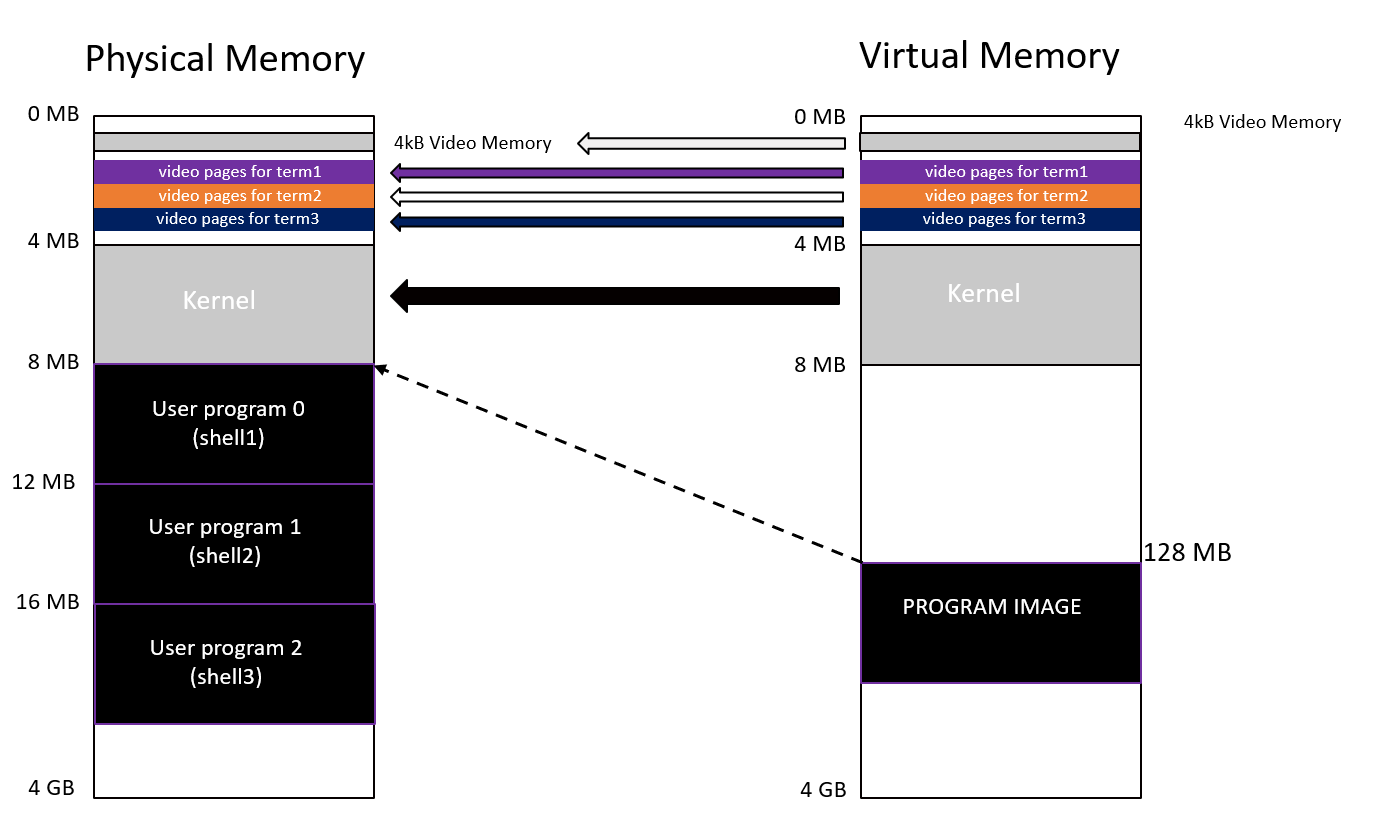 Physical Memory
Virtual Memory
0 MB
4kB Video Memory
0 MB
4kB Video Memory
video pages for term1
video pages for term2
video pages for term3
video pages for term1
video pages for term2
video pages for term3
4 MB
4 MB
Kernel
Kernel
8 MB
8 MB
User program 0
(shell1)
12 MB
User program 1
(shell2)
128 MB
16 MB
PROGRAM IMAGE
User program 2
(shell3)
4 GB
4 GB